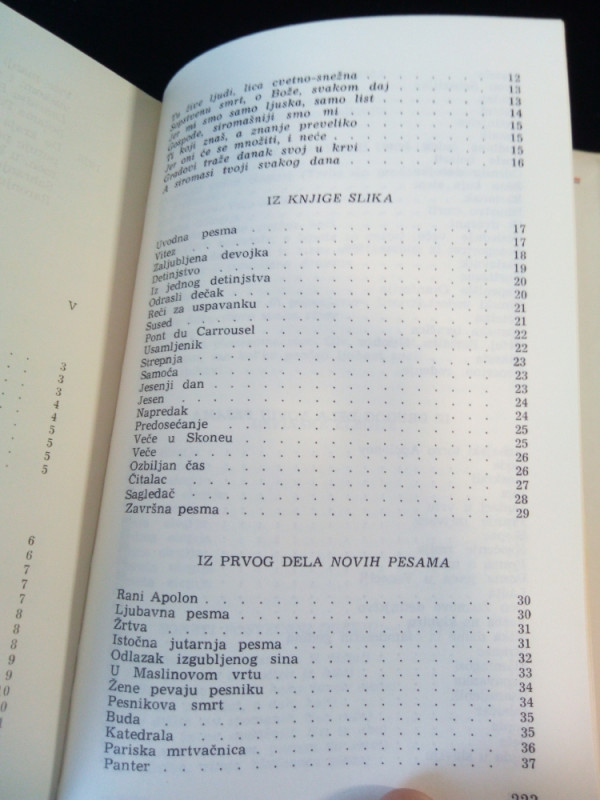 V
3
3
3
4
4
5
5
5
5
6
6
7
7
7
8
8
8
9
9
10
Tu žive ljudi, lica cvetno-snežna . . . . . . . 12
Sopstvenu smrt, o Bože, svakom daj . . . . . . . 13
Jer mi smo samo ljuska, samo list . . . . . . . 13
Gospode, siromašniji smo mi . . . . . . . 14
Ti koji znaš, a znanje preveliko . . . . . . . 15
Jer oni će se množiti, i neće . . . . . . . 15
Gradovi traže danak svoj u krvi . . . . . . . 15
A siromasi tvoji svakog dana . . . . . . . 16
IZ KNJIGE SLIKA
Uvodna pesma . . . . . . . 17
Vitez . . . . . . . 17
Zaljubljena devojka . . . . . . . 18
Detinjstvo . . . . . . . 19
Iz jednog detinjstva . . . . . . . 20
Odrasli dečak . . . . . . . 20
Reči za uspavanku . . . . . . . 21
Sused . . . . . . . 21
Pont du Carrousel . . . . . . . 22
Usamljenik . . . . . . . 22
Strepnja . . . . . . . 23
Samoća . . . . . . . 23
Jesenji dan . . . . . . . 23
Jesen . . . . . . . 24
Napredak . . . . . . . 24
Predosećanje . . . . . . . 25
Veče u Skoneu . . . . . . . 25
Veče . . . . . . . 26
Ozbiljan čas . . . . . . . 26
Čitalac . . . . . . . 27
Sagledač . . . . . . . 28
Završna pesma . . . . . . . 29
IZ PRVOG DELA NOVIH PESAMA
Rani Apolon . . . . . . . 30
Ljubavna pesma . . . . . . . 30
Žrtva . . . . . . . 31
Istočna jutarnja pesma . . . . . . . 31
Odlazak izgubljenog sina . . . . . . . 32
U Maslinovom vrtu . . . . . . . 33
Žene pevaju pesniku . . . . . . . 34
Pesnikova smrt . . . . . . . 34
Buda . . . . . . . 35
Katedrala . . . . . . . 35
Pariska mrtvačnica . . . . . . . 36
Panter . . . . . . . 37